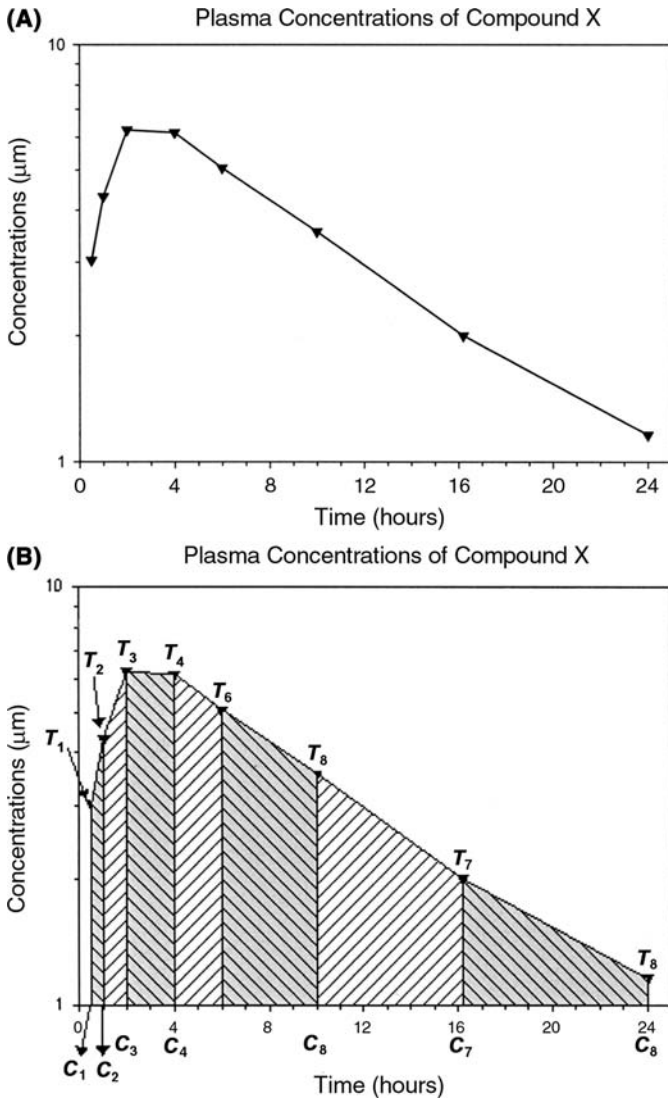 (A) Plasma Concentrations of Compound X
10
Concentrations (μm)
1
0 4 8 12 16 20 24
Time (hours)
(B) Plasma Concentrations of Compound X
10
T3 T4
T2
T6
T1 1 T8
Concentrations (μm)
T7
T8
1
0 4 8 12 16 20 24
C1 C2 C3 C4 C8 C7 C8
Time (hours)